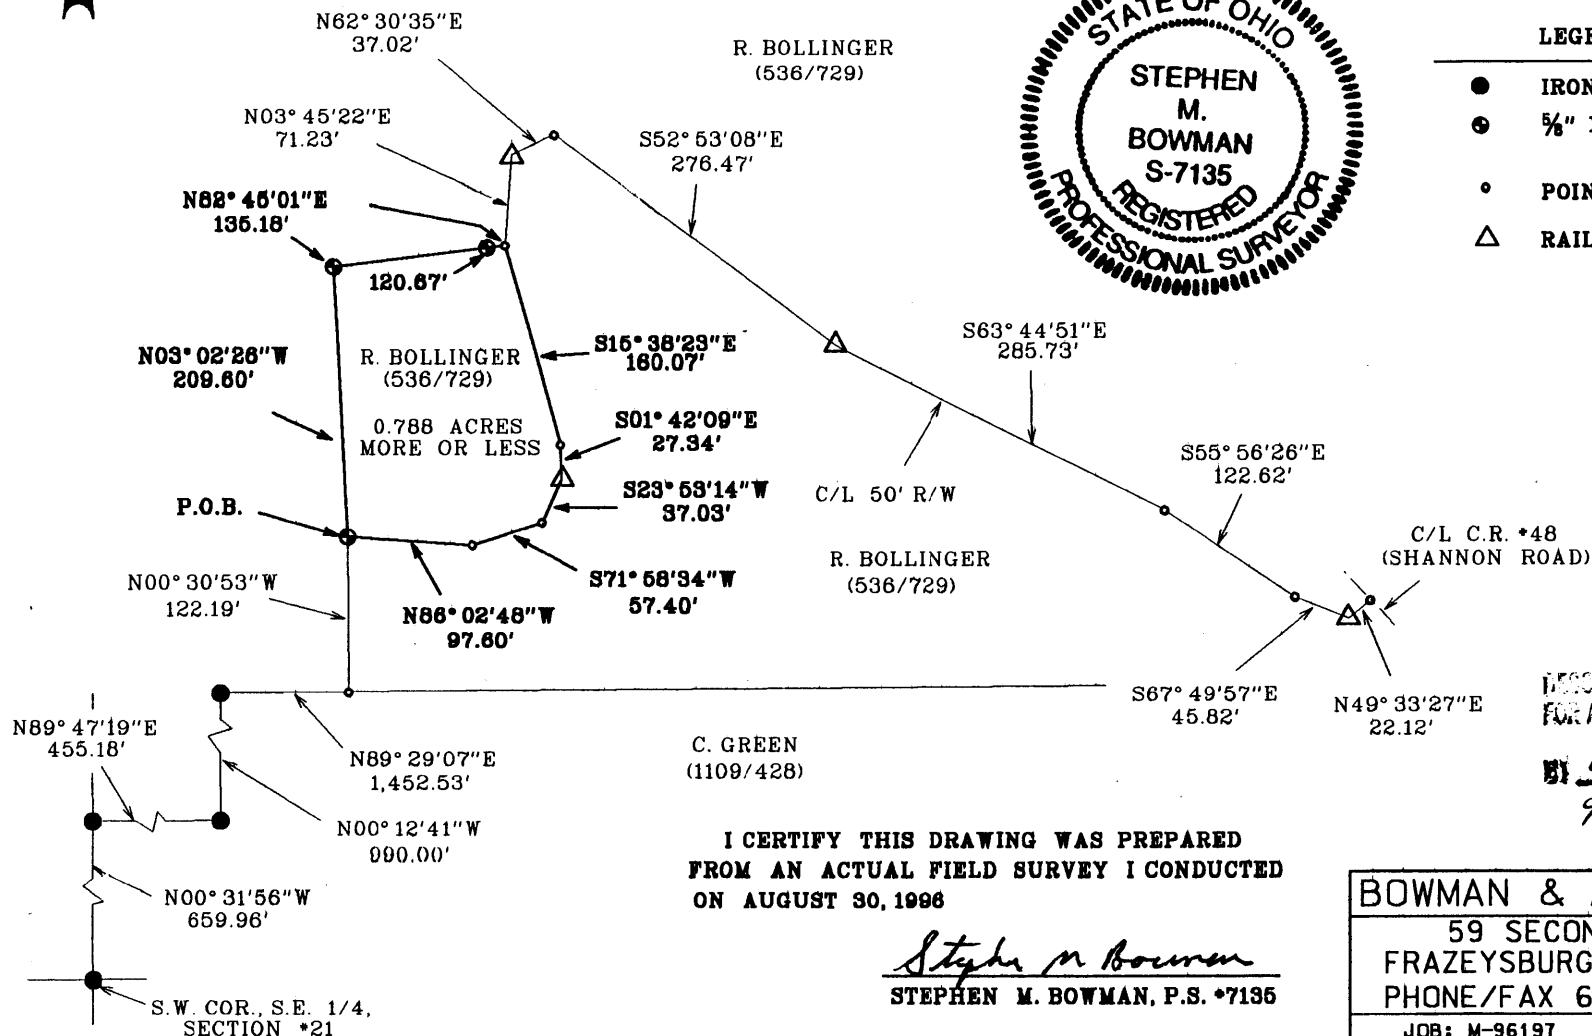 N62°30'35"E
37.02'
R. BOLLINGER
(536/729)
STATE OF OHIO
STEPHEN
M.
BOWMAN
S-7135
REGISTERED
PROFESSIONAL SURVEYOR
IRON
5/8"
N03°45'22"E
71.23'
S52°53'08"E
276.47'
N82°45'01"E
135.18'
120.67'
N03°02'26"W
209.60'
R. BOLLINGER
(536/729)
0.788 ACRES
MORE OR LESS
S15°38'23"E
160.07'
S63°44'51"E
285.73'
S01°42'09"E
27.34'
S55°56'26"E
122.62'
P.O.B.
S23°53'14"W
37.03'
C/L 50' R/W
C/L C.R. #48
(SHANNON ROAD)
R. BOLLINGER
(536/729)
N00°30'53"W
122.19'
S71°58'34"W
57.40'
N86°02'48"W
97.60'
S67°49'57"E
45.82'
N49°33'27"E
22.12'
N89°47'19"E
455.18'
N89°29'07"E
1,452.53'
C. GREEN
(1109/428)
N00°12'41"W
990.00'
N00°31'56"W
659.96'
I CERTIFY THIS DRAWING WAS PREPARED
FROM AN ACTUAL FIELD SURVEY I CONDUCTED
ON AUGUST 30, 1996
Stephen M Bowman
STEPHEN M. BOWMAN, P.S. #7135
S.W. COR., S.E. 1/4,
SECTION #21
BOWMAN &
59 SECON
FRAZEYSBURG
PHONE/FAX 6
JOB: M-96197